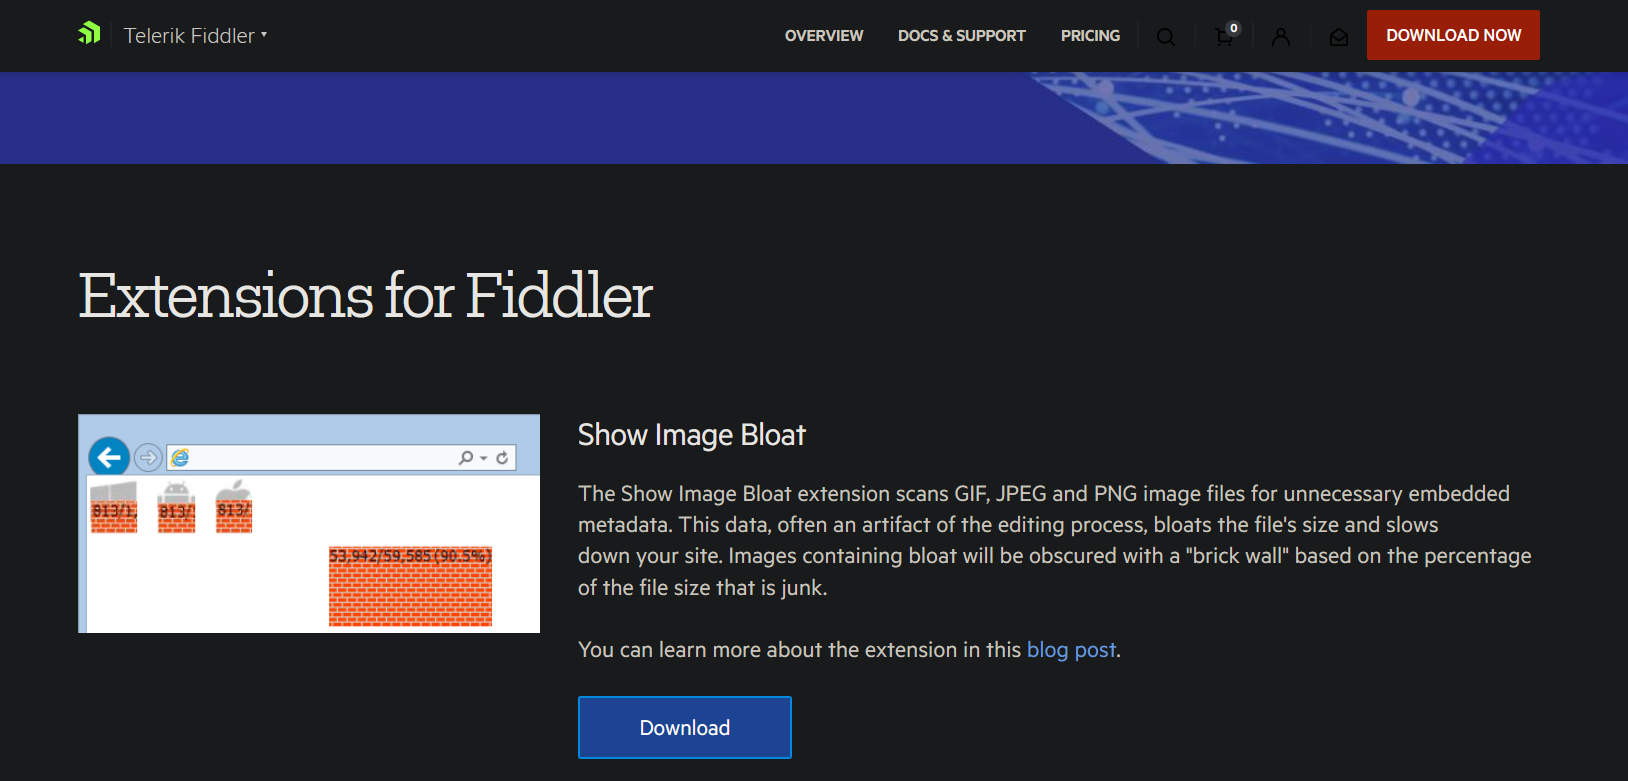 Telerik Fiddler
OVERVIEW
DOCS & SUPPORT
PRICING
0
DOWNLOAD NOW
Extensions for Fiddler
813/1,
813/
813/
53,942/59,585(90.5%)
Show Image Bloat
The Show Image Bloat extension scans GIF, JPEG and PNG image files for unnecessary embedded
metadata. This data, often an artifact of the editing process, bloats the file's size and slows
down your site. Images containing bloat will be obscured with a "brick wall" based on the percentage
of the file size that is junk.
You can learn more about the extension in this blog post.
Download